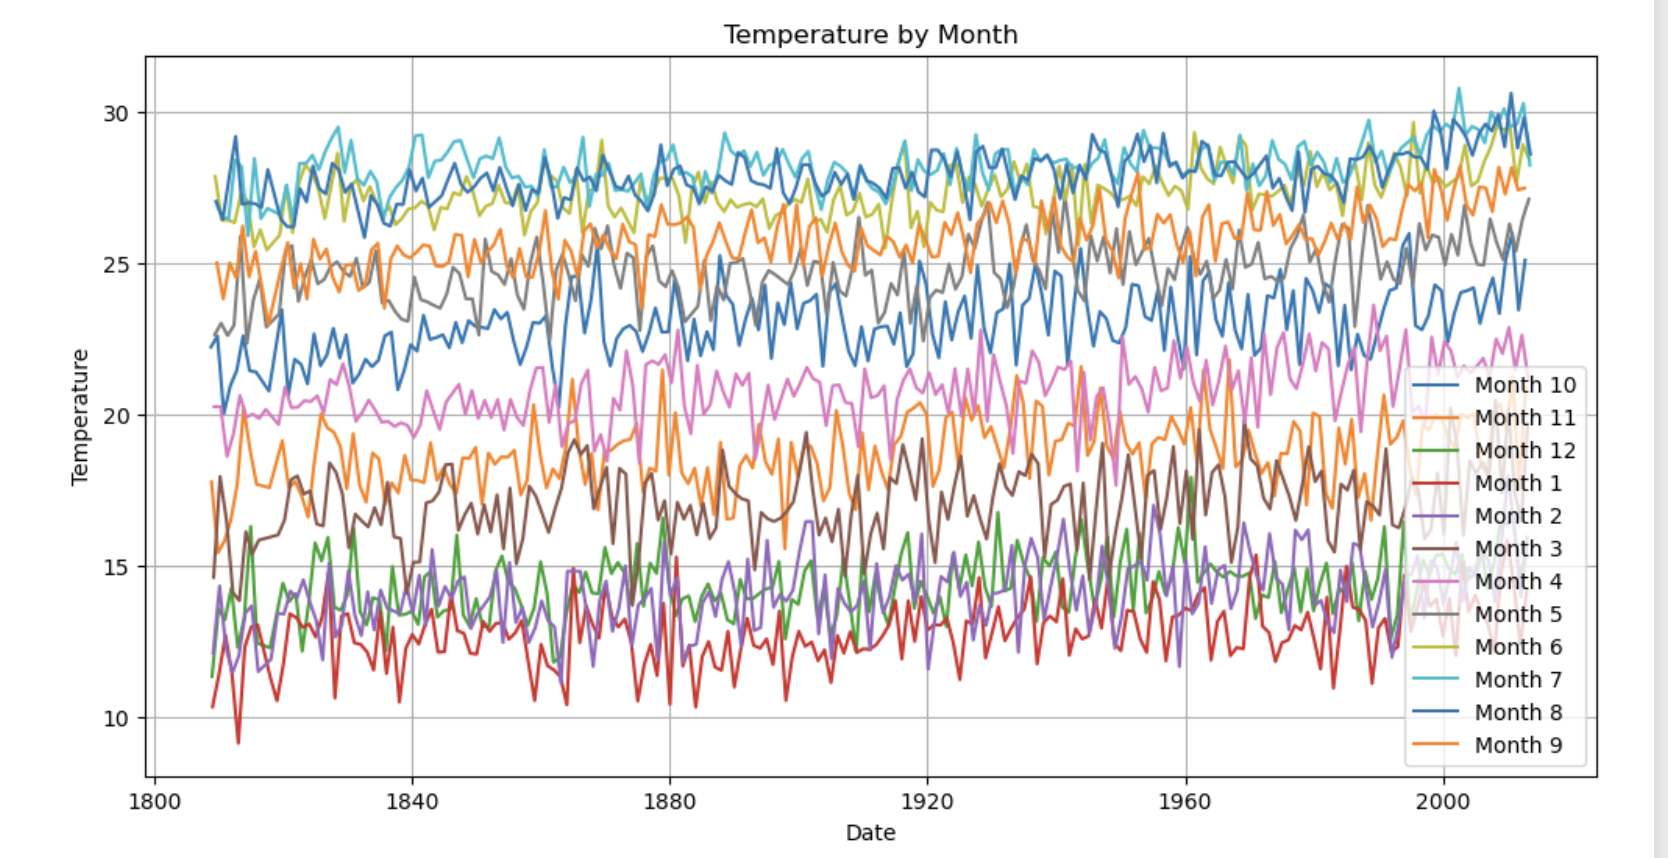 Temperature by Month
30
25
20
15
10
Temperature
1800 1840 1880 1920 1960 2000
Date
Month 10
Month 11
Month 12
Month 1
Month 2
Month 3
Month 4
Month 5
Month 6
Month 7
Month 8
Month 9